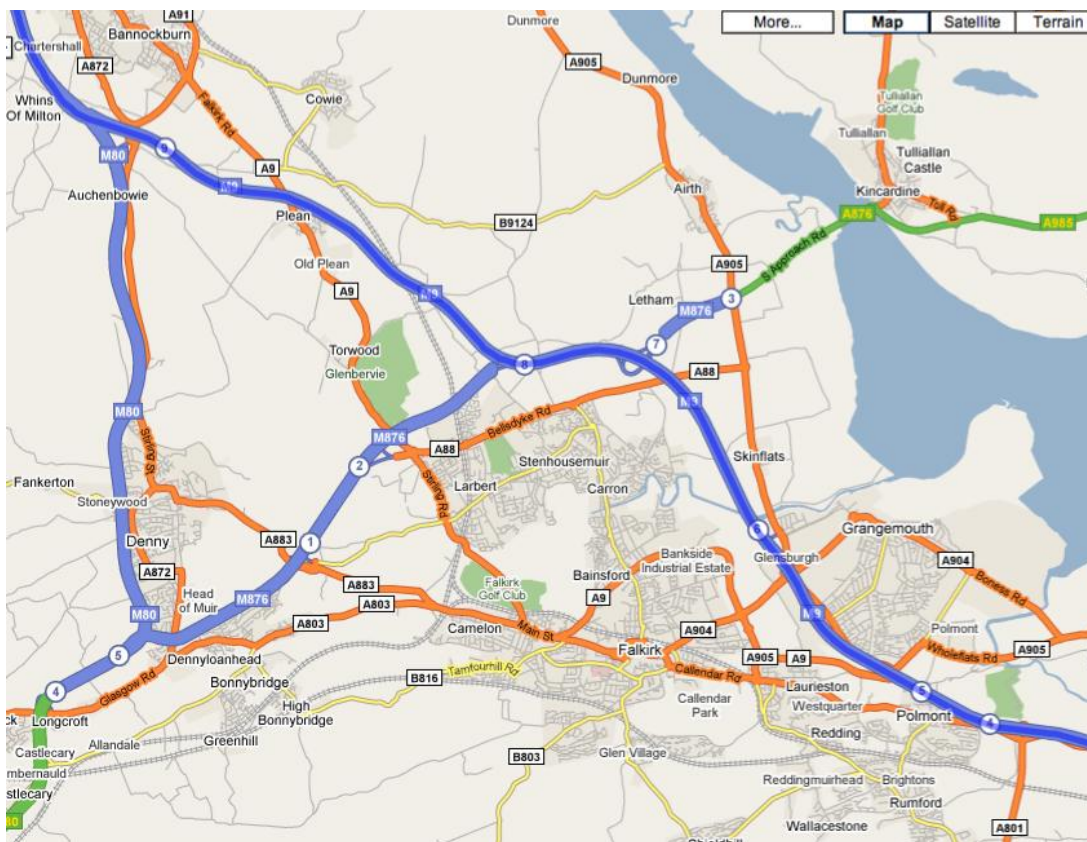 More...
Map
Satellite
Terrain
A91
Bannockburn
Chartershall
A872
Dunmore
A905
Dunmore
Whins
Of Milton
Cowie
Falkirk Rd
Tulliallan
Golf Club
Tulliallan
Tulliallan
Castle
M80
9
A9
M9
Auchenbowie
Airth
Kincardine
Toll Rd
A876
A985
Plean
B9124
S Approach Rd
Old Plean
A9
A905
M9
Letham
3
M876
7
Torwood
Glenbervie
8
A88
M9
M80
Bellsdyke Rd
M876
A88
Stirling St
Skinflats
2
Stenhousemuir
Fankerton
Larbert
Stirling Rd
Carron
Stoneywood
6
Grangemouth
Denny
A883
1
Glensburgh
Bankside
Industrial Estate
A904
A872
Bainsford
Boness Rd
A883
Falkirk
Golf Club
Head
of Muir
M876
A803
A9
M9
M80
A803
Camelon
Main St
A904
Polmont
5
Dennyloanhead
Falkirk
Wholeflats Rd
A905
A905
A9
4
Glasgow Rd
Bonnybridge
B816
Tamfourhill Rd
Callendar Rd
Laurieston
5
Longcroft
High
Bonnybridge
Callendar
Park
Westquarter
Polmont
4
Allandale
Greenhill
Redding
Castlecary
B803
Glen Village
mbernauld
Reddingmuirhead
Brightons
stlecary
Rumford
80
Wallacestone
A801